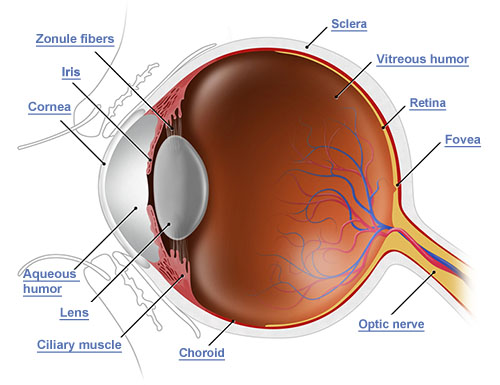 Sclera
Zonule fibers
Vitreous humor
Iris
Retina
Cornea
Fovea
Aqueous
humor
Lens
Optic nerve
Ciliary muscle
Choroid